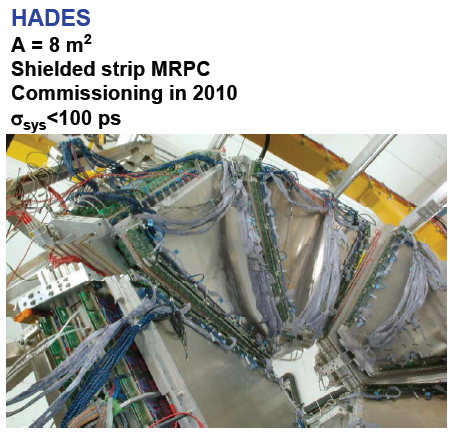 HADES
A = 8 m²
Shielded strip MRPC
Commissioning in 2010
σsys<100 ps